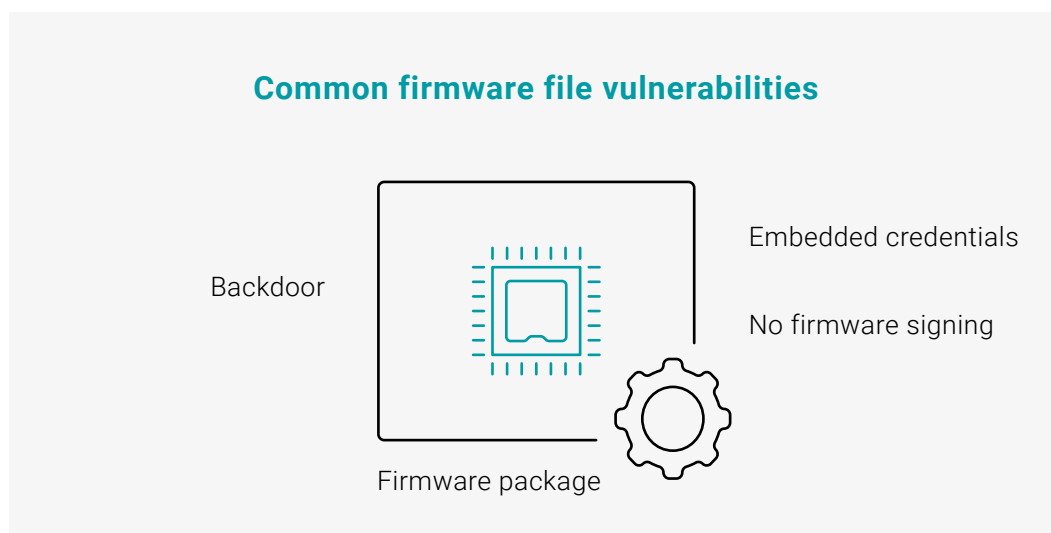 Common firmware file vulnerabilities
Embedded credentials
Backdoor
No firmware signing
Firmware package